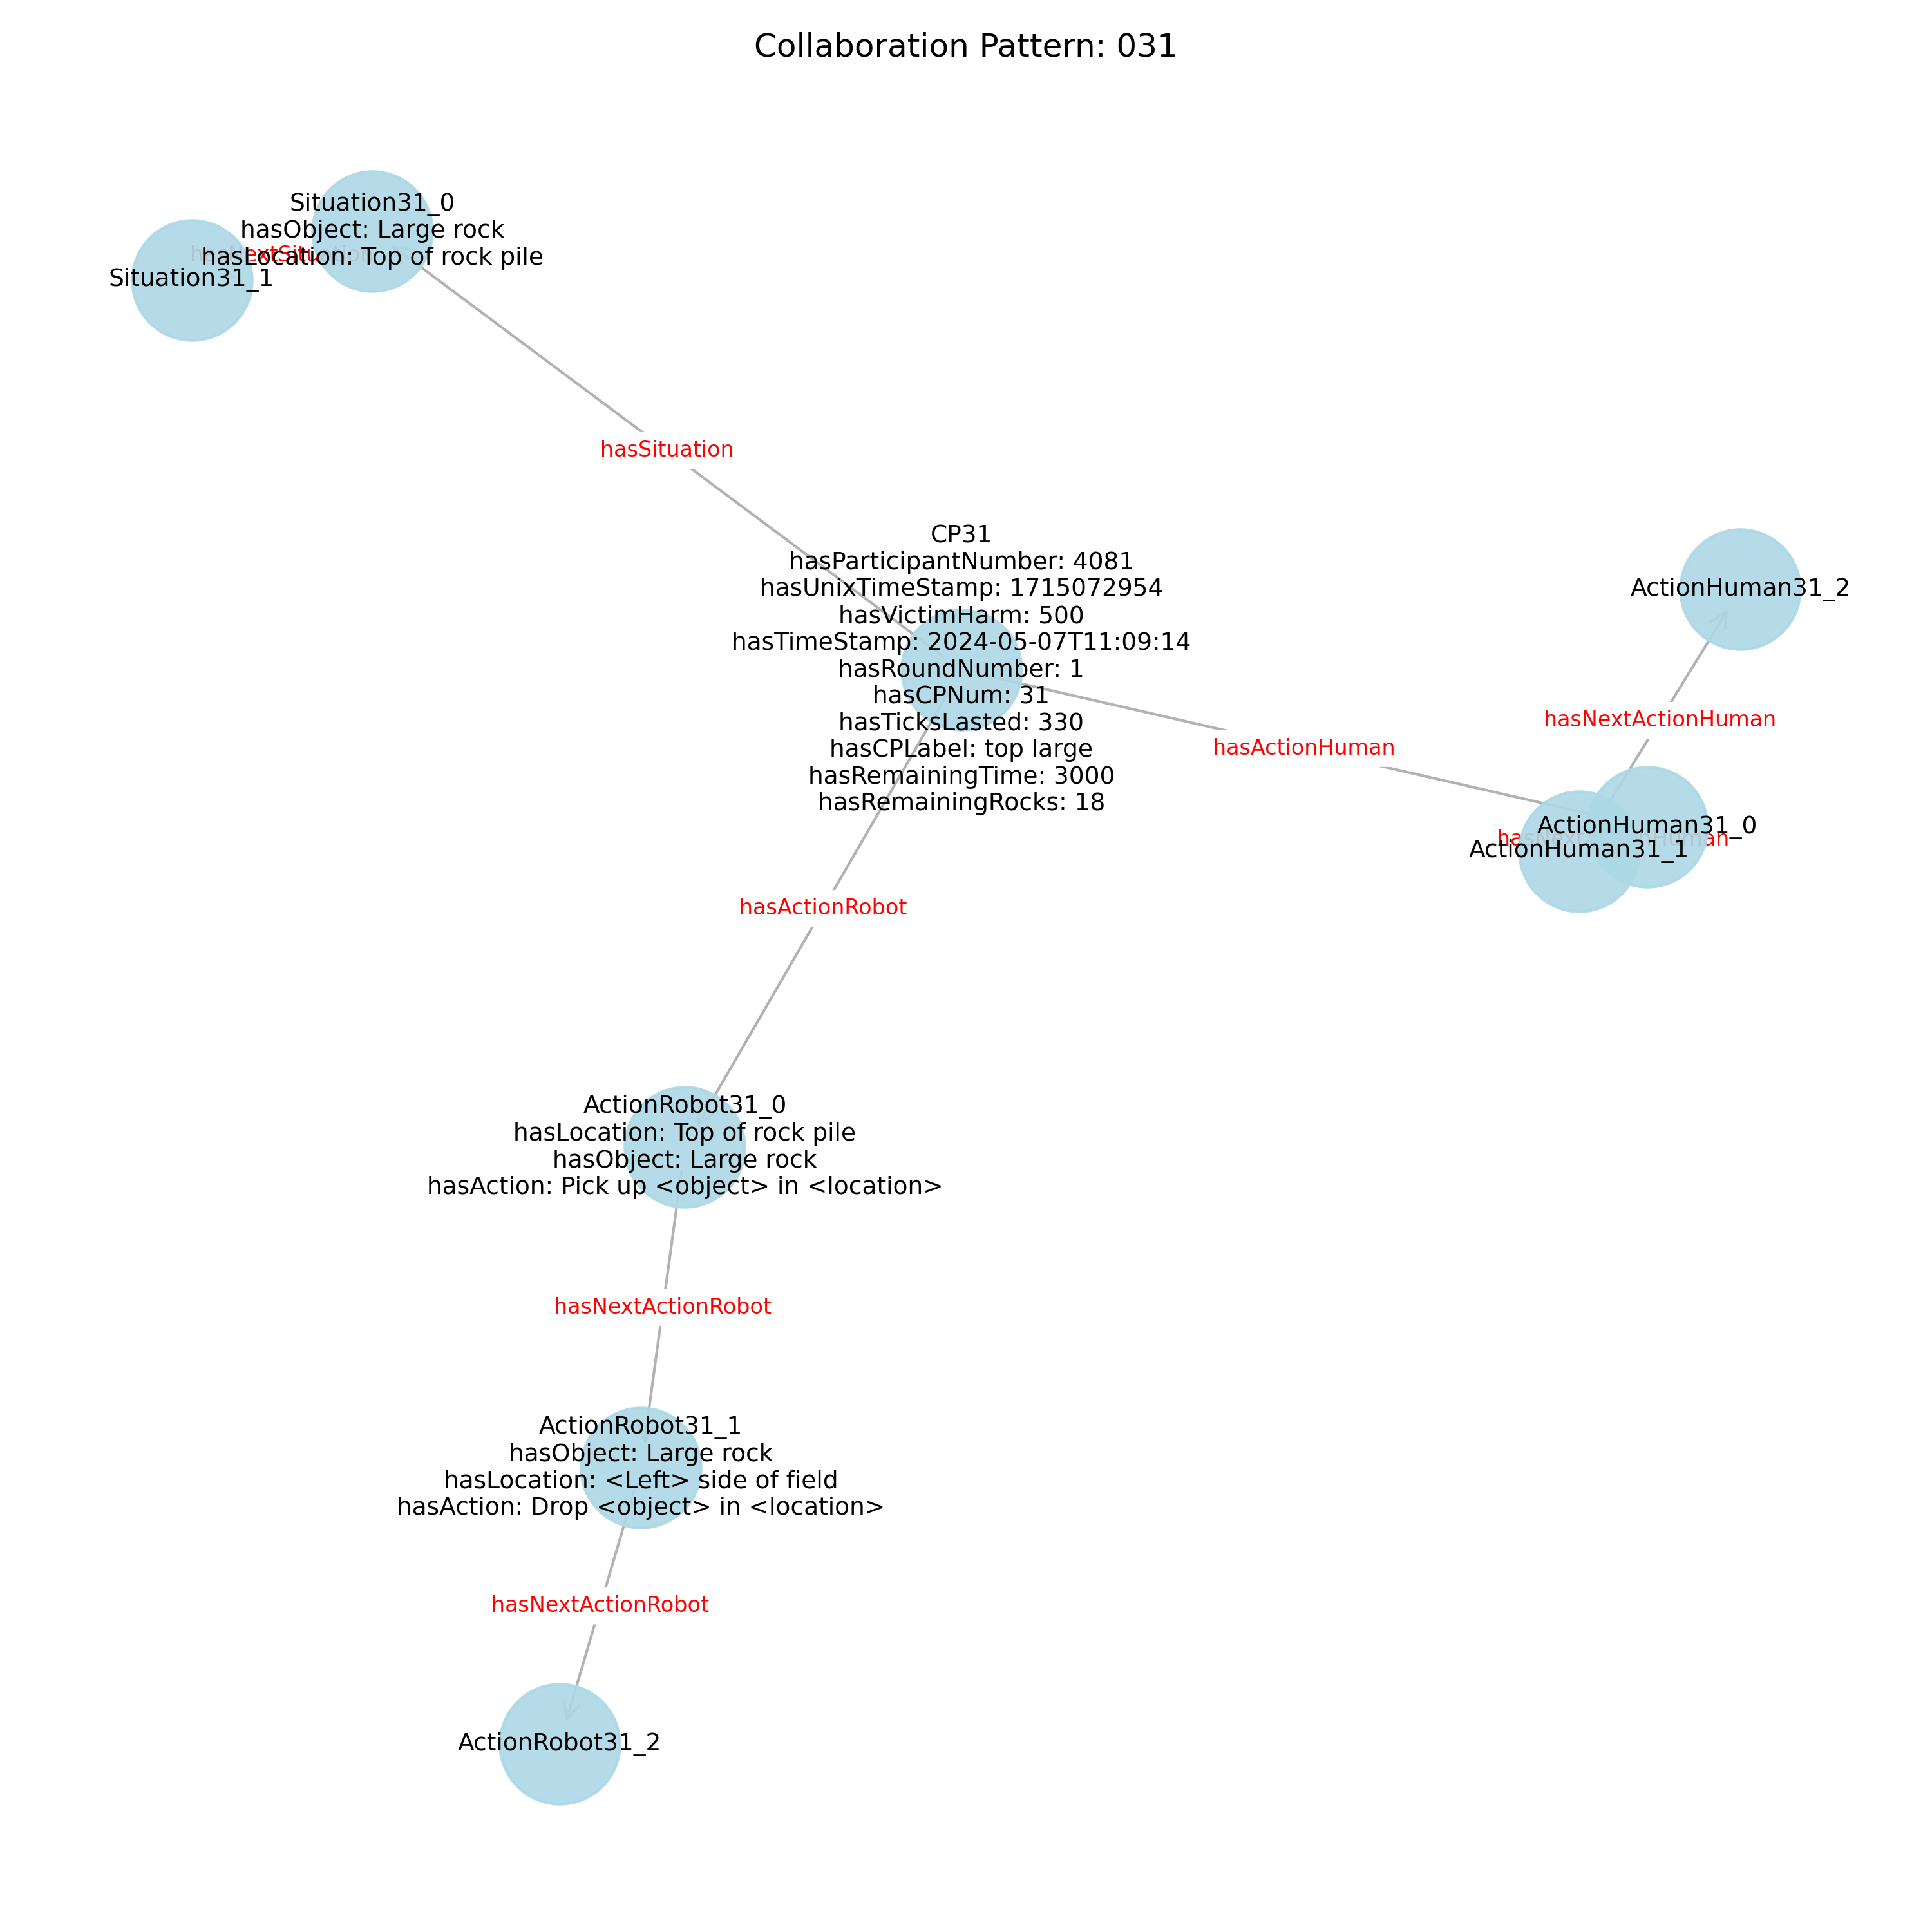 Collaboration Pattern: 031
Situation31_0
hasObject: Large rock
hasLocation: Top of rock pile
Situation31_1
hasSituation
CP31
hasParticipantNumber: 4081
hasUnixTimeStamp: 1715072954
hasVictimHarm: 500
hasTimeStamp: 2024-05-07T11:09:14
hasRoundNumber: 1
hasCPNum: 31
hasTicksLasted: 330
hasCPLabel: top large
hasRemainingTime: 3000
hasRemainingRocks: 18
ActionHuman31_2
hasNextActionHuman
hasActionHuman
ActionHuman31_0
ActionHuman31_1
hasActionRobot
ActionRobot31_0
hasLocation: Top of rock pile
hasObject: Large rock
hasAction: Pick up <object> in <location>
hasNextActionRobot
ActionRobot31_1
hasObject: Large rock
hasLocation: <Left> side of field
hasAction: Drop <object> in <location>
hasNextActionRobot
ActionRobot31_2